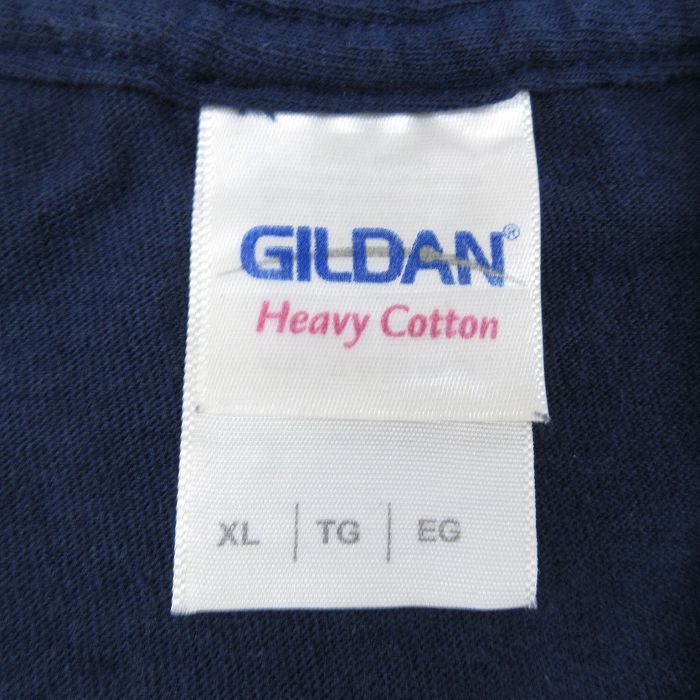 GILDAN®
Heavy Cotton
XL | TG | EG